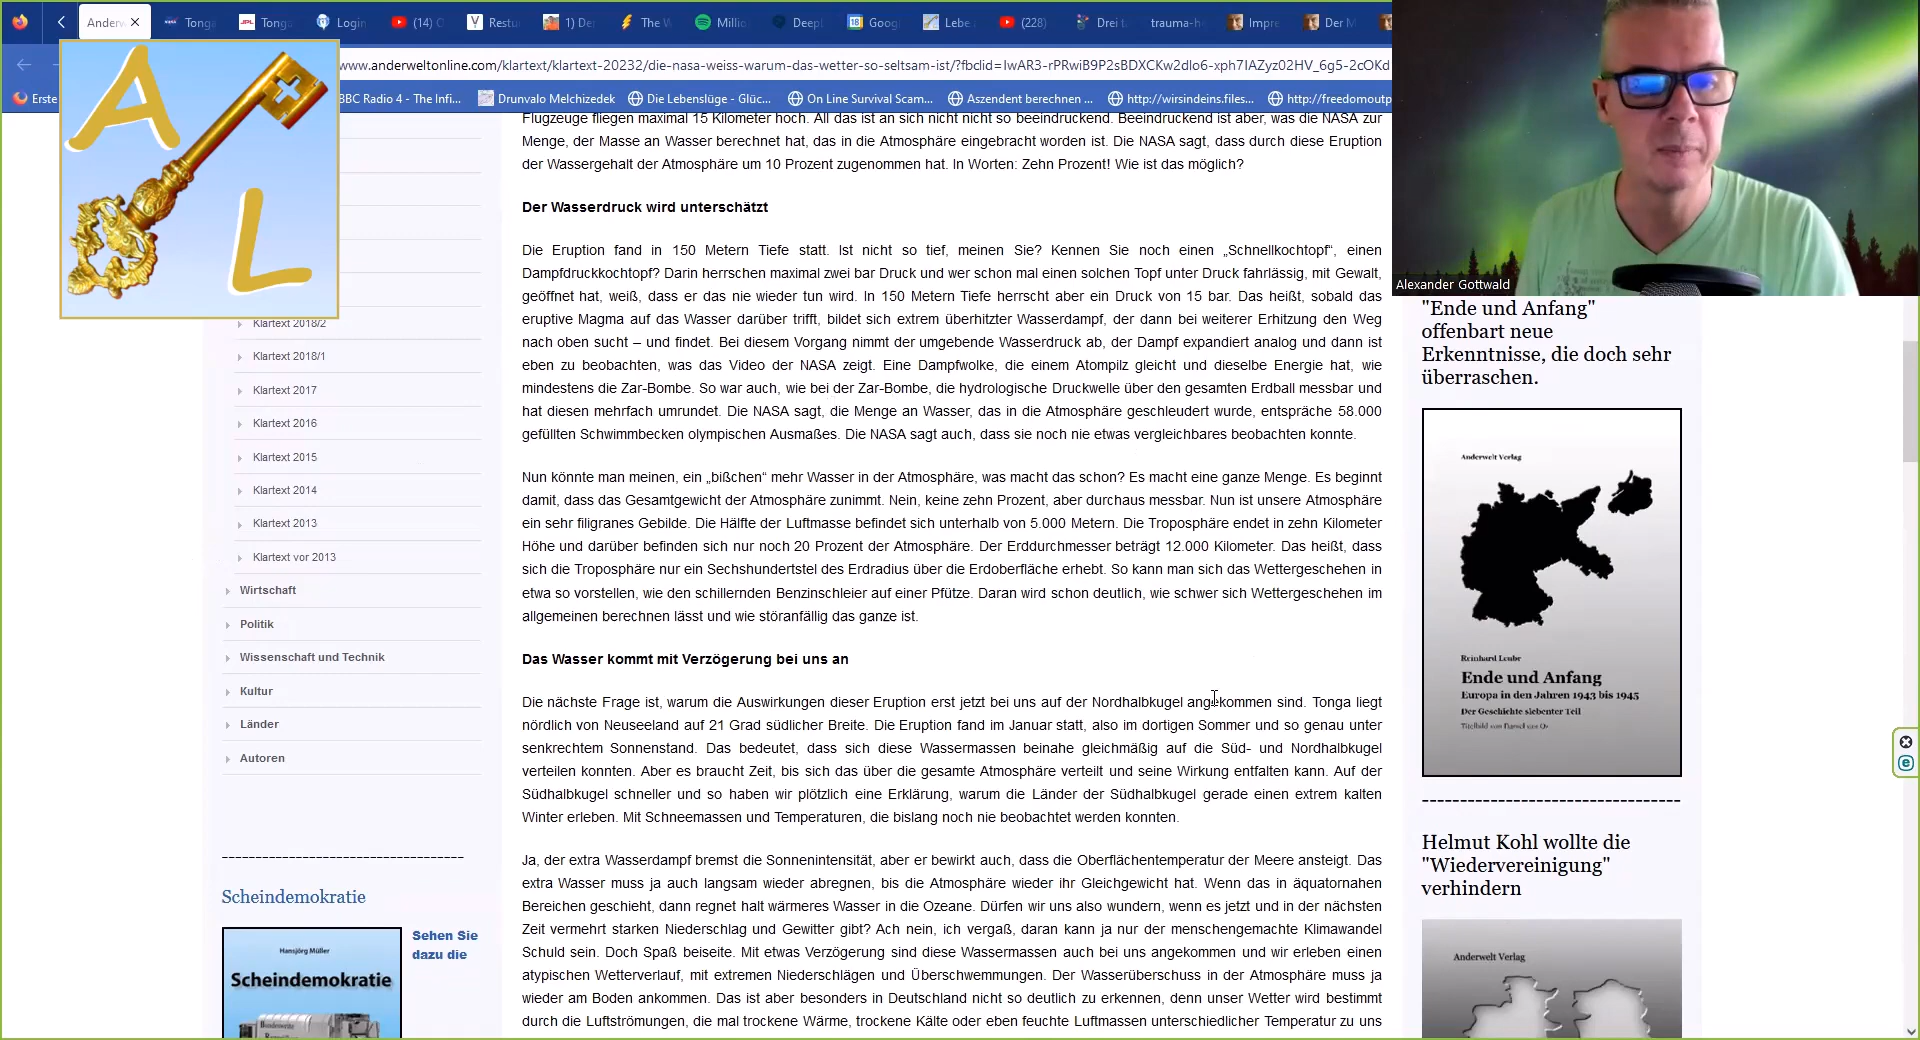 Anderw
Tonga
Tonga
Login
(14)
Restu
1) De
The W
Milli
Deepl
Goog
Lebe
(228)
Drei
trauma-h
Impre
Der M
www.anderweltonline.com/klartext/klartext-20232/die-nasa-weiss-warum-das-wetter-so-seltsam-ist/?fbclid=IwAR3-rPRwiB9P2sBDXCKw2dlo6-xph7IAZyz02HV_6g5-2cOKd
Erste
BBC Radio 4 - The Infi...
Drunvalo Melchizedek
Die Lebenslüge - Glüc...
On Line Survival Scam...
Aszendent berechnen ...
http://wirsindeins.files...
http://freedomoutp
A
L
Alexander Gottwald
Klartext 2018/2
Klartext 2018/1
Klartext 2017
Klartext 2016
Klartext 2015
Klartext 2014
Klartext 2013
Klartext vor 2013
Wirtschaft
Politik
Wissenschaft und Technik
Kultur
Länder
Autoren
------------------------------------
Scheindemokratie
Hansjörg Müller
Scheindemokratie
Sehen Sie
dazu die
Flugzeuge fliegen maximal 15 Kilometer hoch. All das ist an sich nicht nicht so beeindruckend. Beeindruckend ist aber, was die NASA zur
Menge, der Masse an Wasser berechnet hat, das in die Atmosphäre eingebracht worden ist. Die NASA sagt, dass durch diese Eruption
der Wassergehalt der Atmosphäre um 10 Prozent zugenommen hat. In Worten: Zehn Prozent! Wie ist das möglich?
Der Wasserdruck wird unterschätzt
Die Eruption fand in 150 Metern Tiefe statt. Ist nicht so tief, meinen Sie? Kennen Sie noch einen „Schnellkochtopf“, einen
Dampfdruckkochtopf? Darin herrschen maximal zwei bar Druck und wer schon mal einen solchen Topf unter Druck fahrlässig, mit Gewalt,
geöffnet hat, weiß, dass er das nie wieder tun wird. In 150 Metern Tiefe herrscht aber ein Druck von 15 bar. Das heißt, sobald das
eruptive Magma auf das Wasser darüber trifft, bildet sich extrem überhitzter Wasserdampf, der dann bei weiterer Erhitzung den Weg
nach oben sucht – und findet. Bei diesem Vorgang nimmt der umgebende Wasserdruck ab, der Dampf expandiert analog und dann ist
eben zu beobachten, was das Video der NASA zeigt. Eine Dampfwolke, die einem Atompilz gleicht und dieselbe Energie hat, wie
mindestens die Zar-Bombe. So war auch, wie bei der Zar-Bombe, die hydrologische Druckwelle über den gesamten Erdball messbar und
hat diesen mehrfach umrundet. Die NASA sagt, die Menge an Wasser, das in die Atmosphäre geschleudert wurde, entspräche 58.000
gefüllten Schwimmbecken olympischen Ausmaßes. Die NASA sagt auch, dass sie noch nie etwas vergleichbares beobachten konnte.
Nun könnte man meinen, ein „bißchen“ mehr Wasser in der Atmosphäre, was macht das schon? Es macht eine ganze Menge. Es beginnt
damit, dass das Gesamtgewicht der Atmosphäre zunimmt. Nein, keine zehn Prozent, aber durchaus messbar. Nun ist unsere Atmosphäre
ein sehr filigranes Gebilde. Die Hälfte der Luftmasse befindet sich unterhalb von 5.000 Metern. Die Troposphäre endet in zehn Kilometer
Höhe und darüber befinden sich nur noch 20 Prozent der Atmosphäre. Der Erddurchmesser beträgt 12.000 Kilometer. Das heißt, dass
sich die Troposphäre nur ein Sechshundertstel des Erdradius über die Erdoberfläche erhebt. So kann man sich das Wettergeschehen in
etwa so vorstellen, wie den schillernden Benzinschleier auf einer Pfütze. Daran wird schon deutlich, wie schwer sich Wettergeschehen im
allgemeinen berechnen lässt und wie störanfällig das ganze ist.
Das Wasser kommt mit Verzögerung bei uns an
Die nächste Frage ist, warum die Auswirkungen dieser Eruption erst jetzt bei uns auf der Nordhalbkugel angekommen sind. Tonga liegt
nördlich von Neuseeland auf 21 Grad südlicher Breite. Die Eruption fand im Januar statt, also im dortigen Sommer und so genau unter
senkrechtem Sonnenstand. Das bedeutet, dass sich diese Wassermassen beinahe gleichmäßig auf die Süd- und Nordhalbkugel
verteilen konnten. Aber es braucht Zeit, bis sich das über die gesamte Atmosphäre verteilt und seine Wirkung entfalten kann. Auf der
Südhalbkugel schneller und so haben wir plötzlich eine Erklärung, warum die Länder der Südhalbkugel gerade einen extrem kalten
Winter erleben. Mit Schneemassen und Temperaturen, die bislang noch nie beobachtet werden konnten.
Ja, der extra Wasserdampf bremst die Sonnenintensität, aber er bewirkt auch, dass die Oberflächentemperatur der Meere ansteigt. Das
extra Wasser muss ja auch langsam wieder abregnen, bis die Atmosphäre wieder ihr Gleichgewicht hat. Wenn das in äquatornahen
Bereichen geschieht, dann regnet halt wärmeres Wasser in die Ozeane. Dürfen wir uns also wundern, wenn es jetzt und in der nächsten
Zeit vermehrt starken Niederschlag und Gewitter gibt? Ach nein, ich vergaß, daran kann ja nur der menschengemachte Klimawandel
Schuld sein. Doch Spaß beiseite. Mit etwas Verzögerung sind diese Wassermassen auch bei uns angekommen und wir erleben einen
atypischen Wetterverlauf, mit extremen Niederschlägen und Überschwemmungen. Der Wasserüberschuss in der Atmosphäre muss ja
wieder am Boden ankommen. Das ist aber besonders in Deutschland nicht so deutlich zu erkennen, denn unser Wetter wird bestimmt
durch die Luftströmungen, die mal trockene Wärme, trockene Kälte oder eben feuchte Luftmassen unterschiedlicher Temperatur zu uns
"Ende und Anfang"
offenbart neue
Erkenntnisse, die doch sehr
überraschen.
Anderwelt Verlag
Reinhard Leube
Ende und Anfang
Europa in den Jahren 1943 bis 1945
Der Geschichte siebenter Teil
------------------------------------
Helmut Kohl wollte die
"Wiedervereinigung"
verhindern
Anderwelt Verlag